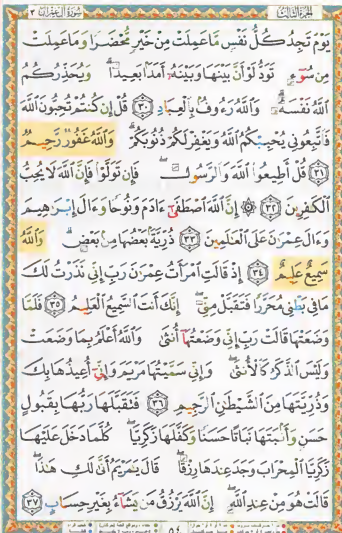 الجزء الثالث سورة آل عمران ٣
يَوْمَ تَجِدُ كُلُّ نَفْسٍ مَّا عَمِلَتْ مِنْ خَيْرٍ مُّحْضَرًا وَمَا عَمِلَتْ
مِن سُوٓءٍ تَوَدُّ لَوْ أَنَّ بَيْنَهَا وَبَيْنَهُۥٓ أَمَدَۢا بَعِيدًا ۗ وَيُحَذِّرُكُمُ
ٱللَّهُ نَفْسَهُۥ ۗ وَٱللَّهُ رَءُوفٌۢ بِٱلْعِبَادِ ٣٠ قُلْ إِن كُنتُمْ تُحِبُّونَ ٱللَّهَ
فَٱتَّبِعُونِى يُحْبِبْكُمُ ٱللَّهُ وَيَغْفِرْ لَكُمْ ذُنُوبَكُمْ ۗ وَٱللَّهُ غَفُورٌ رَّحِيمٌ
٣١ قُلْ أَطِيعُوا۟ ٱللَّهَ وَٱلرَّسُولَ ۖ فَإِن تَوَلَّوْا۟ فَإِنَّ ٱللَّهَ لَا يُحِبُّ
ٱلْكَٰفِرِينَ ٣٢ ۞ إِنَّ ٱللَّهَ ٱصْطَفَىٰٓ ءَادَمَ وَنُوحًا وَءَالَ إِبْرَٰهِيمَ
وَءَالَ عِمْرَٰنَ عَلَى ٱلْعَٰلَمِينَ ٣٣ ذُرِّيَّةَۢ بَعْضُهَا مِنۢ بَعْضٍ ۗ وَٱللَّهُ
سَمِيعٌ عَلِيمٌ ٣٤ إِذْ قَالَتِ ٱمْرَأَتُ عِمْرَٰنَ رَبِّ إِنِّى نَذَرْتُ لَكَ
مَا فِى بَطْنِى مُحَرَّرًا فَتَقَبَّلْ مِنِّىٓ ۖ إِنَّكَ أَنتَ ٱلسَّمِيعُ ٱلْعَلِيمُ ٣٥ فَلَمَّا
وَضَعَتْهَا قَالَتْ رَبِّ إِنِّى وَضَعْتُهَآ أُنثَىٰ وَٱللَّهُ أَعْلَمُ بِمَا وَضَعَتْ
وَلَيْسَ ٱلذَّكَرُ كَٱلْأُنثَىٰ ۖ وَإِنِّى سَمَّيْتُهَا مَرْيَمَ وَإِنِّىٓ أُعِيذُهَا بِكَ
وَذُرِّيَّتَهَا مِنَ ٱلشَّيْطَٰنِ ٱلرَّجِيمِ ٣٦ فَتَقَبَّلَهَا رَبُّهَا بِقَبُولٍ
حَسَنٍ وَأَنۢبَتَهَا نَبَاتًا حَسَنًا وَكَفَّلَهَا زَكَرِيَّا ۖ كُلَّمَا دَخَلَ عَلَيْهَا
زَكَرِيَّا ٱلْمِحْرَابَ وَجَدَ عِندَهَا رِزْقًا ۖ قَالَ يَٰمَرْيَمُ أَنَّىٰ لَكِ هَٰذَا ۖ
قَالَتْ هُوَ مِنْ عِندِ ٱللَّهِ ۖ إِنَّ ٱللَّهَ يَرْزُقُ مَن يَشَآءُ بِغَيْرِ حِسَابٍ ٣٧
٥٤